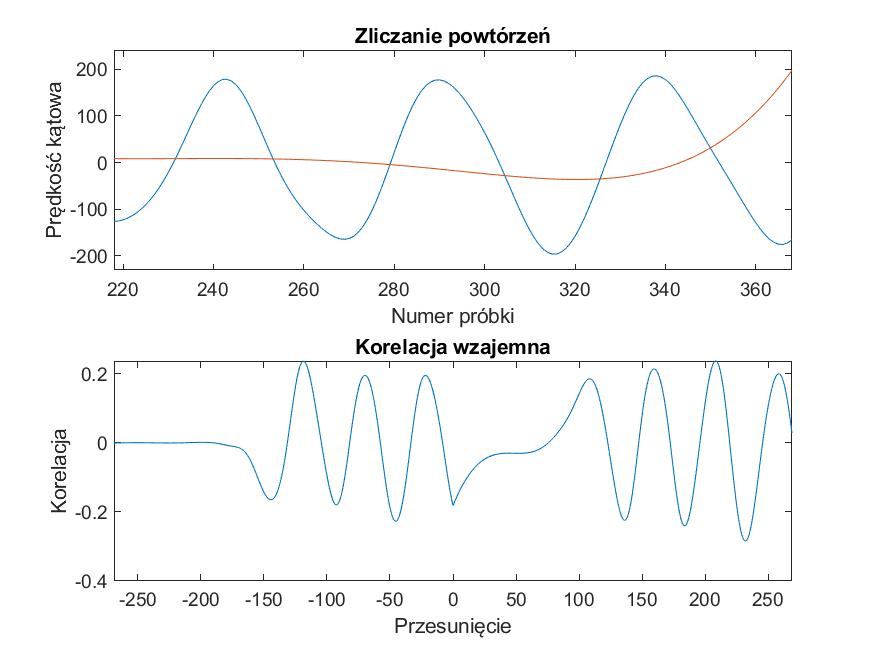 Zliczanie powtórzeń
Prędkość kątowa
200
100
0
-100
-200
220 240 260 280 300 320 340 360
Numer próbki
Korelacja wzajemna
Korelacja
0.2
0
-0.2
-0.4
-250 -200 -150 -100 -50 0 50 100 150 200 250
Przesunięcie